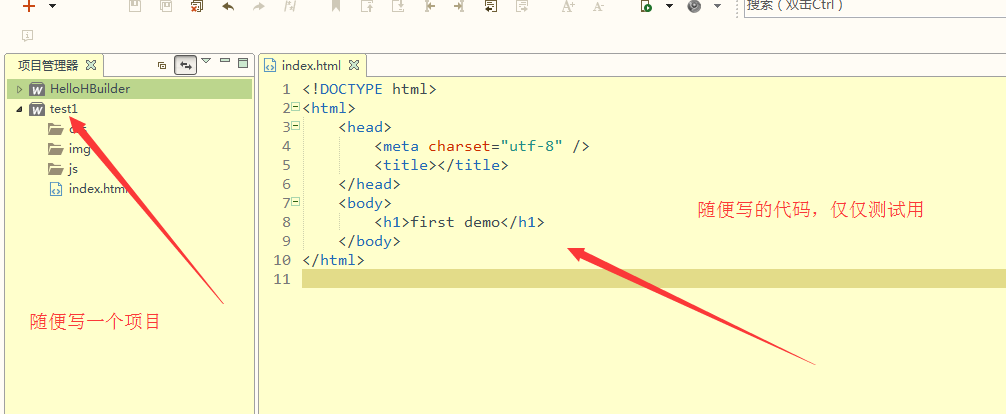 搜索（双击Ctrl）
项目管理器
index.html
HelloHBuilder
test1
img
js
index.html
1 <!DOCTYPE html>
2 <html>
3 <head>
4 <meta charset="utf-8" />
5 <title></title>
6 </head>
7 <body>
8 <h1>first demo</h1>
9 </body>
10 </html>
11
随便写的代码，仅仅测试用
随便写一个项目